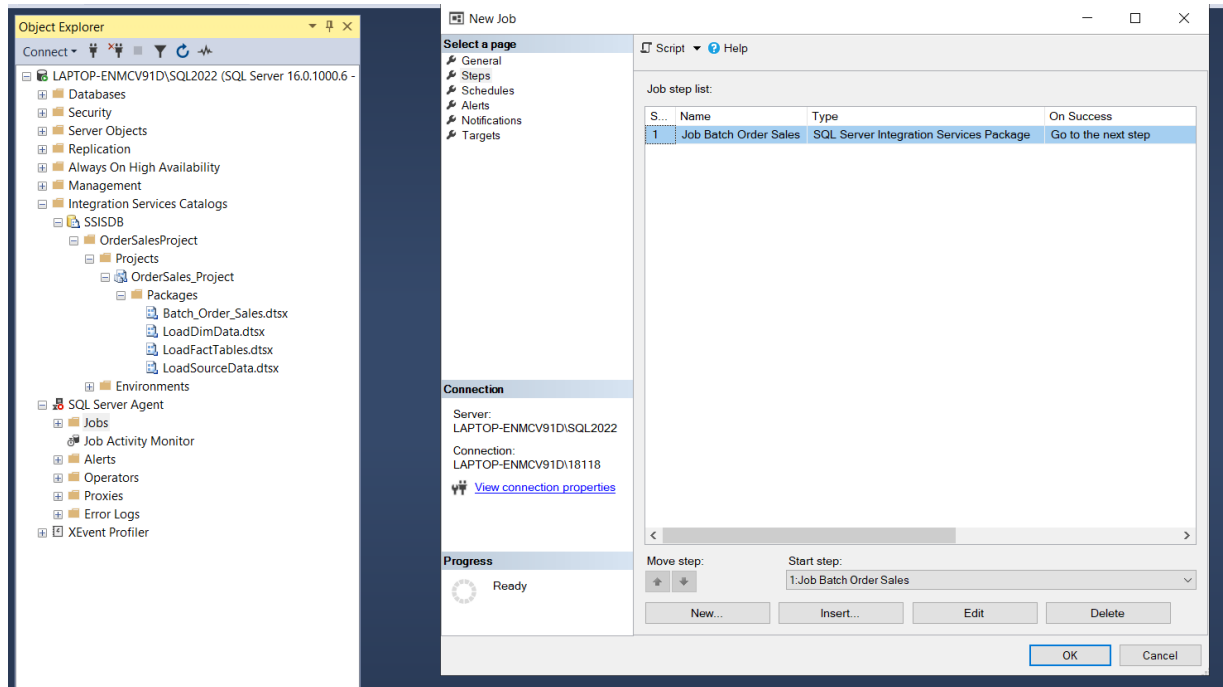 Object Explorer
Connect
LAPTOP-ENMCV91D\SQL2022 (SQL Server 16.0.1000.6 -
Databases
Security
Server Objects
Replication
Always On High Availability
Management
Integration Services Catalogs
SSISDB
OrderSalesProject
Projects
OrderSales_Project
Packages
Batch_Order_Sales.dtsx
LoadDimData.dtsx
LoadFactTables.dtsx
LoadSourceData.dtsx
Environments
SQL Server Agent
Jobs
Job Activity Monitor
Alerts
Operators
Proxies
Error Logs
XEvent Profiler
New Job
Select a page
General
Steps
Schedules
Alerts
Notifications
Targets
Connection
Server:
LAPTOP-ENMCV91D\SQL2022
Connection:
LAPTOP-ENMCV91D\18118
View connection properties
Progress
Ready
Script Help
Job step list:
S... Name Type On Success
1 Job Batch Order Sales SQL Server Integration Services Package Go to the next step
Move step: Start step:
1:Job Batch Order Sales
New... Insert... Edit Delete
OK Cancel